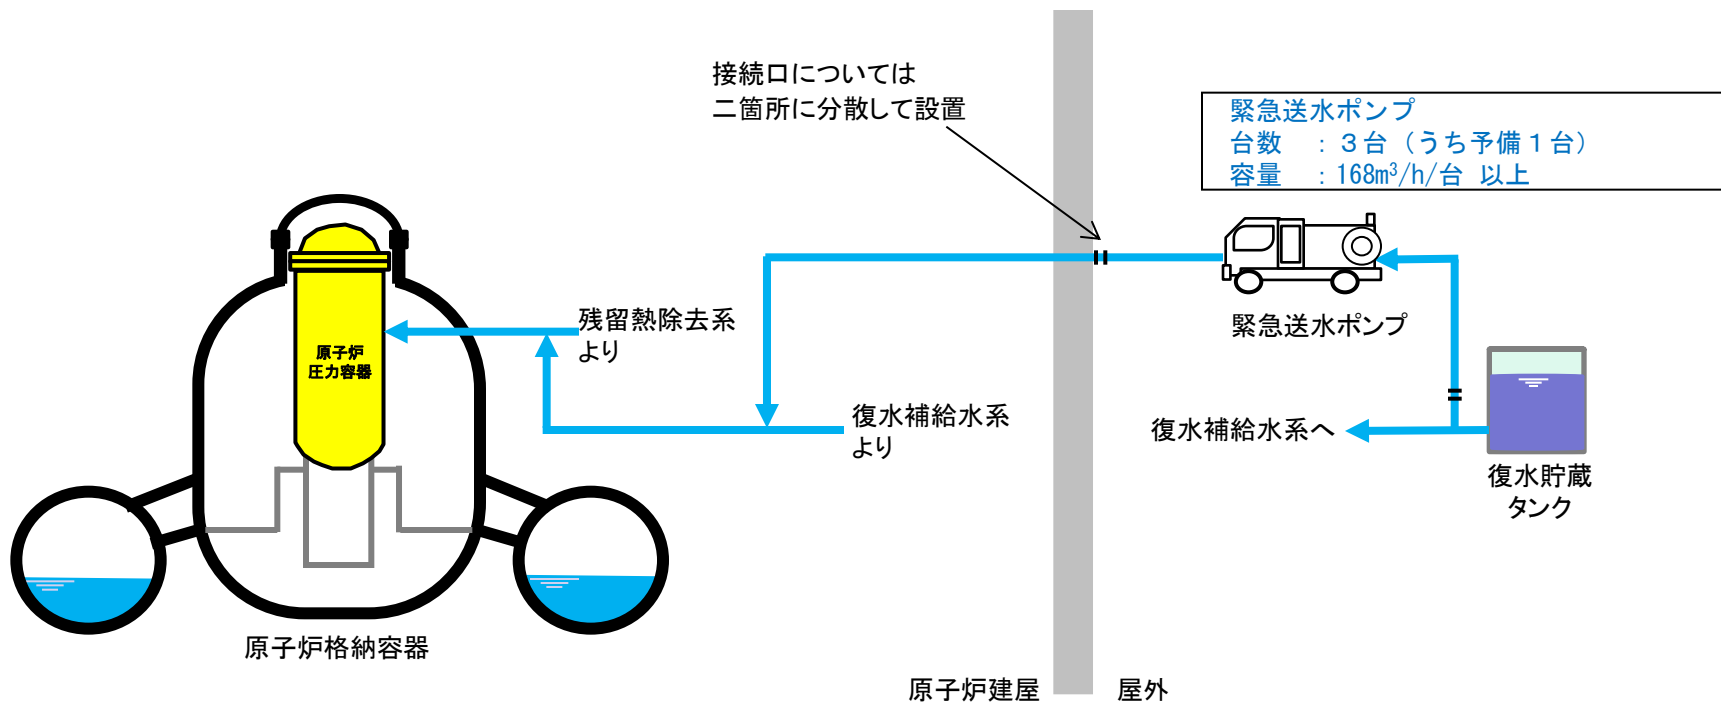 接続口については
二箇所に分散して設置
緊急送水ポンプ
台数　：３台（うち予備１台）
容量　：168m³/h/台 以上
緊急送水ポンプ
残留熱除去系
より
原子炉
圧力容器
復水補給水系
より
復水補給水系へ
復水貯蔵
タンク
原子炉格納容器
原子炉建屋
屋外